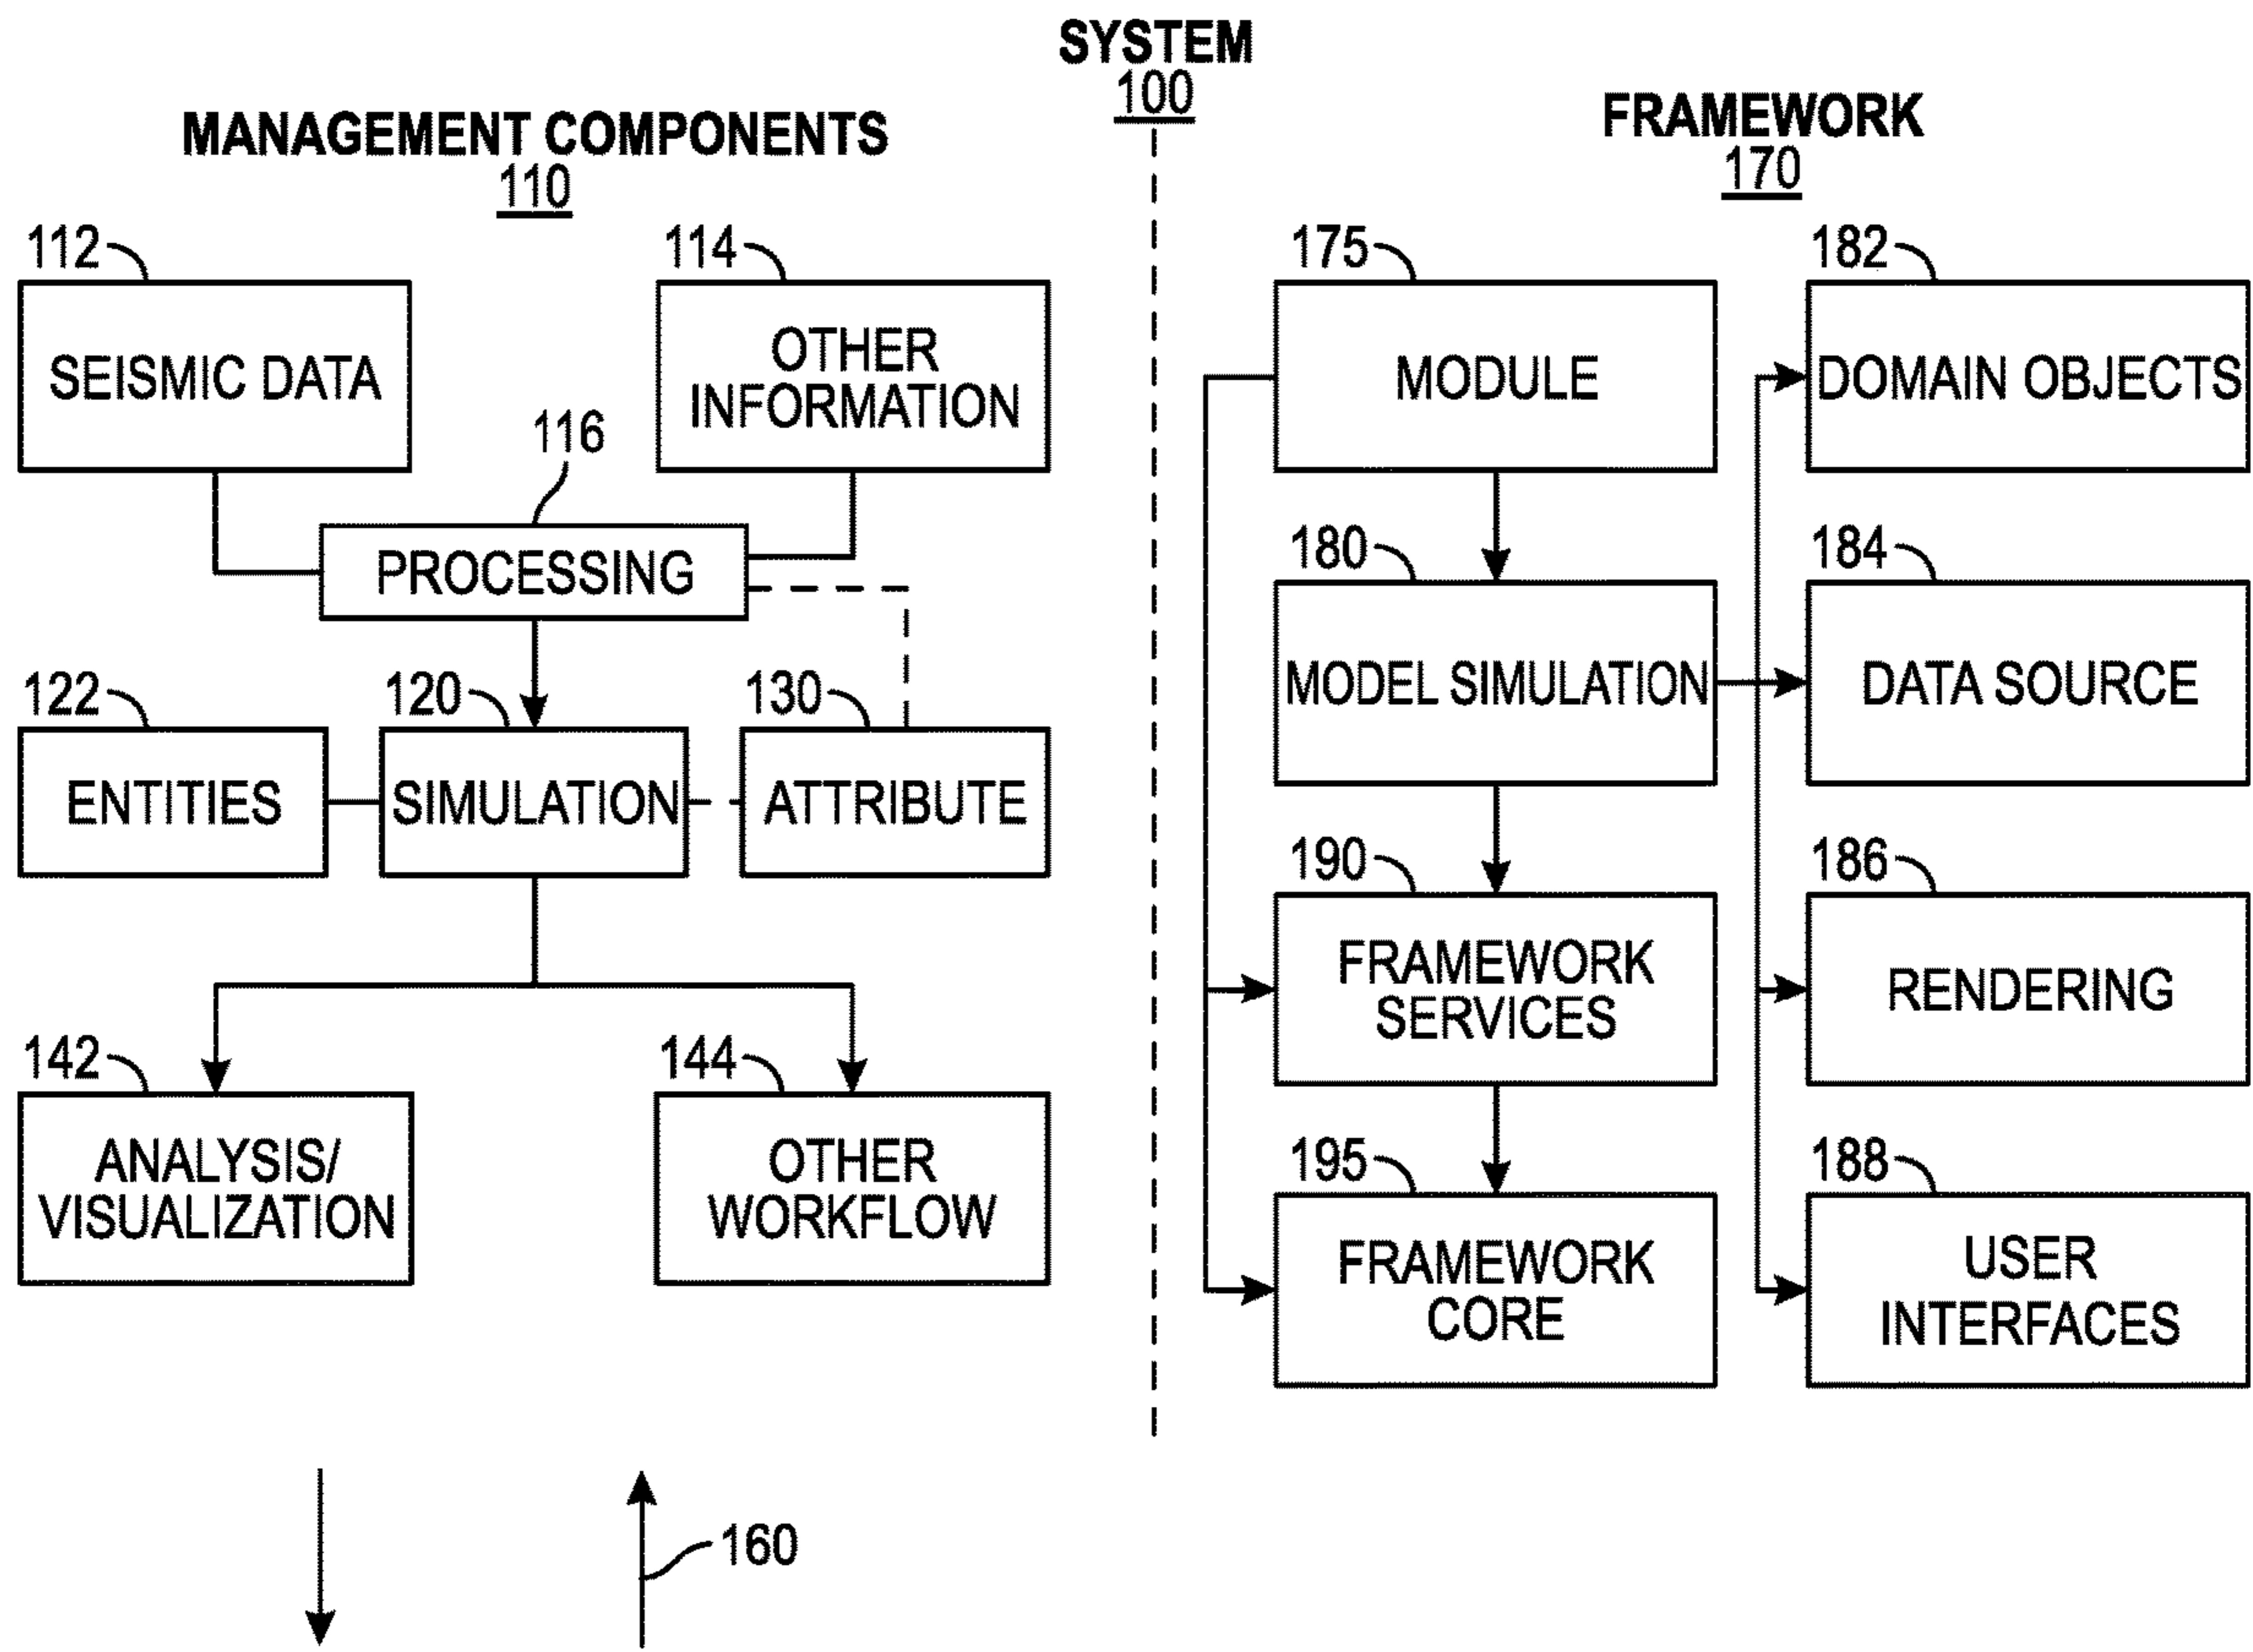 SYSTEM
100
MANAGEMENT COMPONENTS
110
112
SEISMIC DATA
114
OTHER
INFORMATION
116
PROCESSING
122
ENTITIES
120
SIMULATION
130
ATTRIBUTE
142
ANALYSIS/
VISUALIZATION
144
OTHER
WORKFLOW
160
FRAMEWORK
170
175
MODULE
180
MODEL SIMULATION
190
FRAMEWORK
SERVICES
195
FRAMEWORK
CORE
182
DOMAIN OBJECTS
184
DATA SOURCE
186
RENDERING
188
USER
INTERFACES